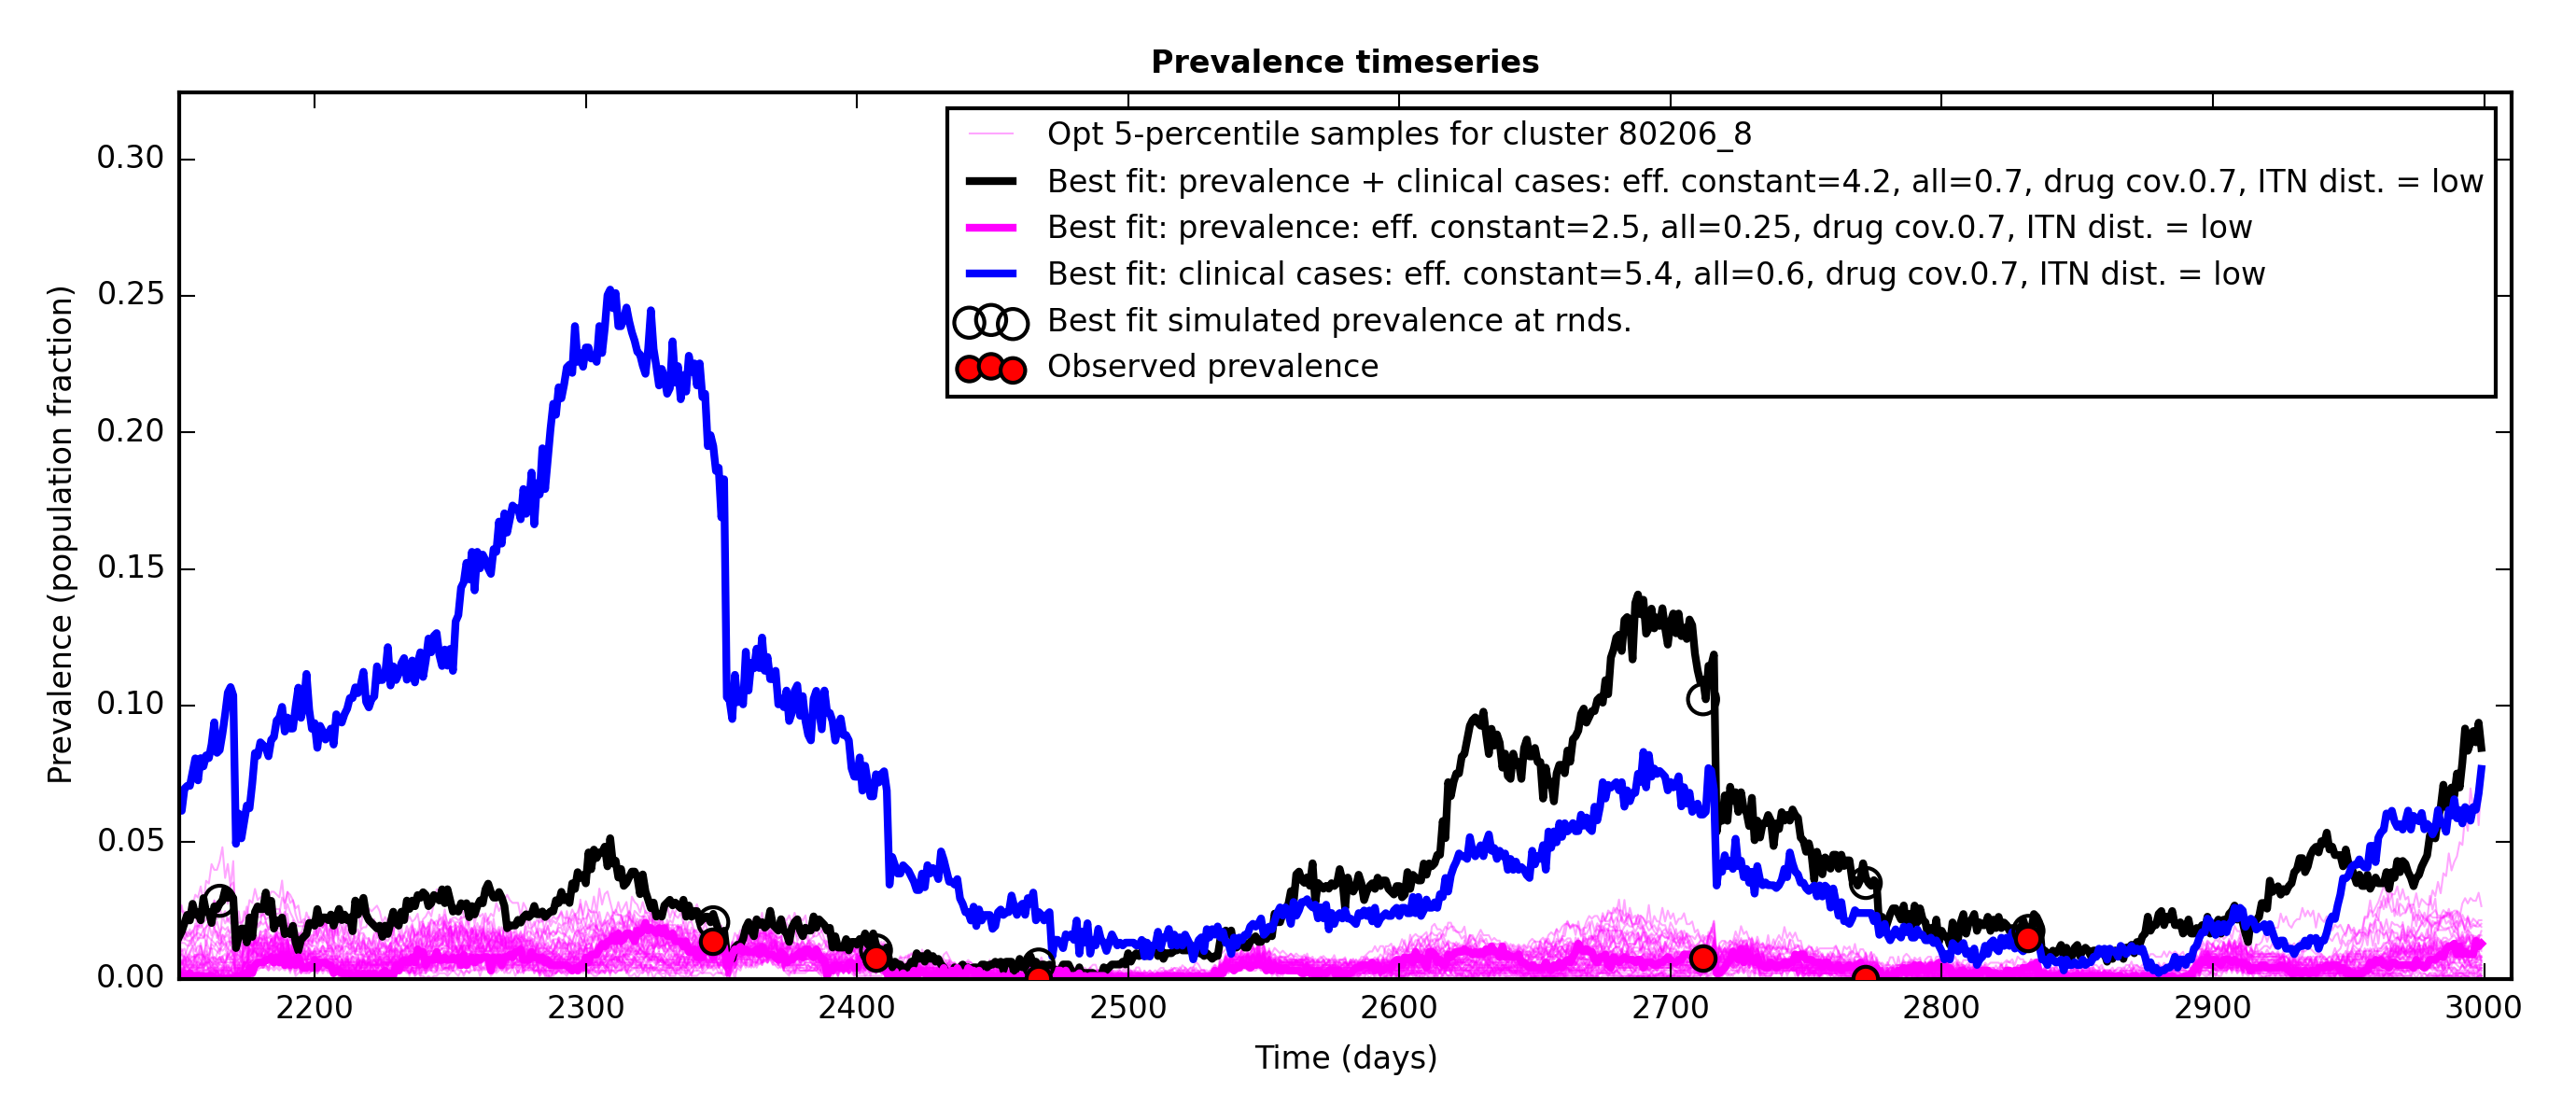 Prevalence timeseries
Opt 5-percentile samples for cluster 80206_8
Best fit: prevalence + clinical cases: eff. constant=4.2, all=0.7, drug cov.0.7, ITN dist. = low
Best fit: prevalence: eff. constant=2.5, all=0.25, drug cov.0.7, ITN dist. = low
Best fit: clinical cases: eff. constant=5.4, all=0.6, drug cov.0.7, ITN dist. = low
Best fit simulated prevalence at rnds.
Observed prevalence
Prevalence (population fraction)
0.30
0.25
0.20
0.15
0.10
0.05
0.00
2200 2300 2400 2500 2600 2700 2800 2900 3000
Time (days)